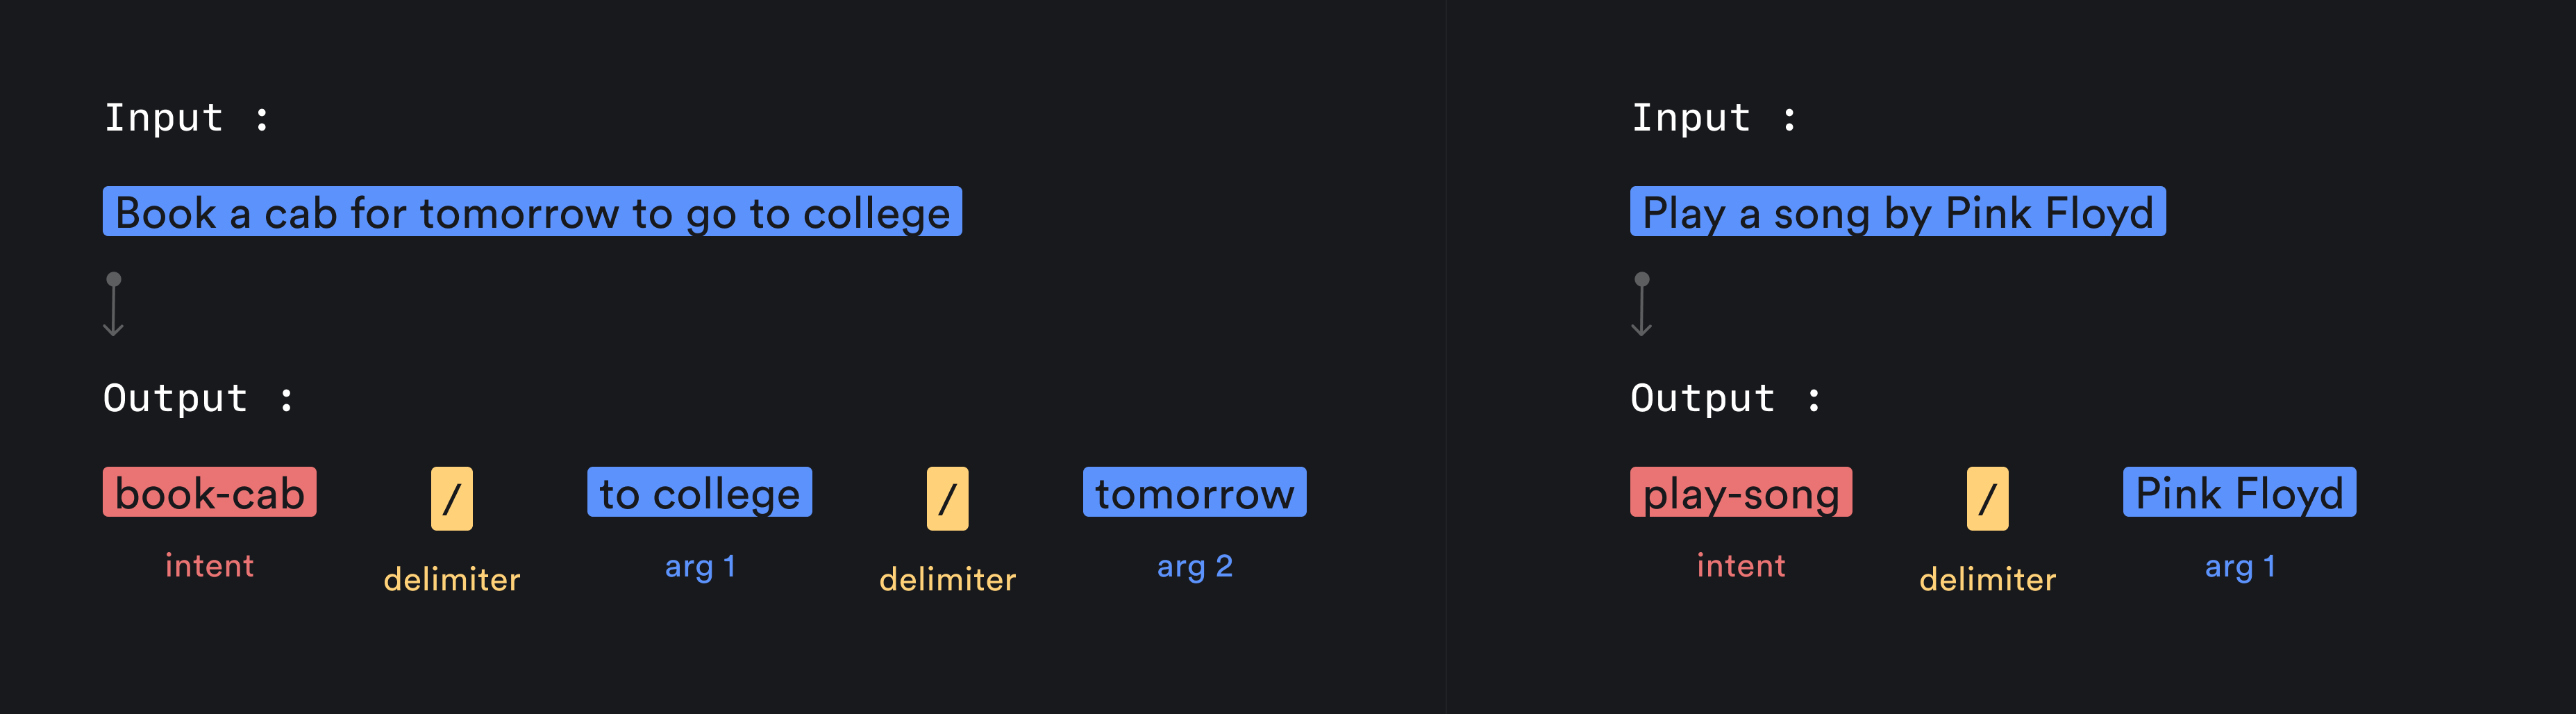 Input :
Book a cab for tomorrow to go to college
Output :
book-cab / to college / tomorrow
intent delimiter arg 1 delimiter arg 2
Input :
Play a song by Pink Floyd
Output :
play-song / Pink Floyd
intent delimiter arg 1